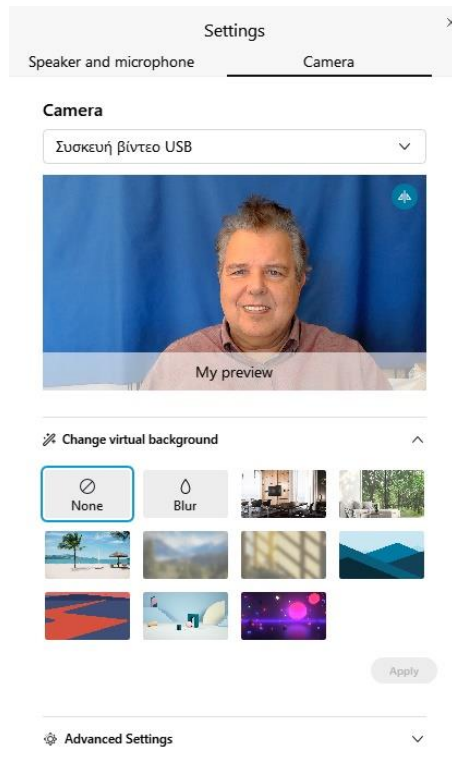 Settings
Speaker and microphone Camera
Camera
Συσκευή βίντεο USB
My preview
Change virtual background
None Blur
Apply
Advanced Settings